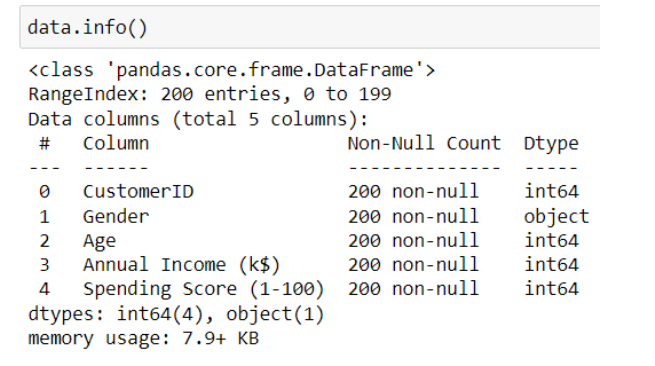 data.info()
<class 'pandas.core.frame.DataFrame'>
RangeIndex: 200 entries, 0 to 199
Data columns (total 5 columns):
 #   Column                  Non-Null Count  Dtype
---  ------                  --------------  -----
 0   CustomerID              200 non-null    int64
 1   Gender                  200 non-null    object
 2   Age                     200 non-null    int64
 3   Annual Income (k$)      200 non-null    int64
 4   Spending Score (1-100)  200 non-null    int64
dtypes: int64(4), object(1)
memory usage: 7.9+ KB